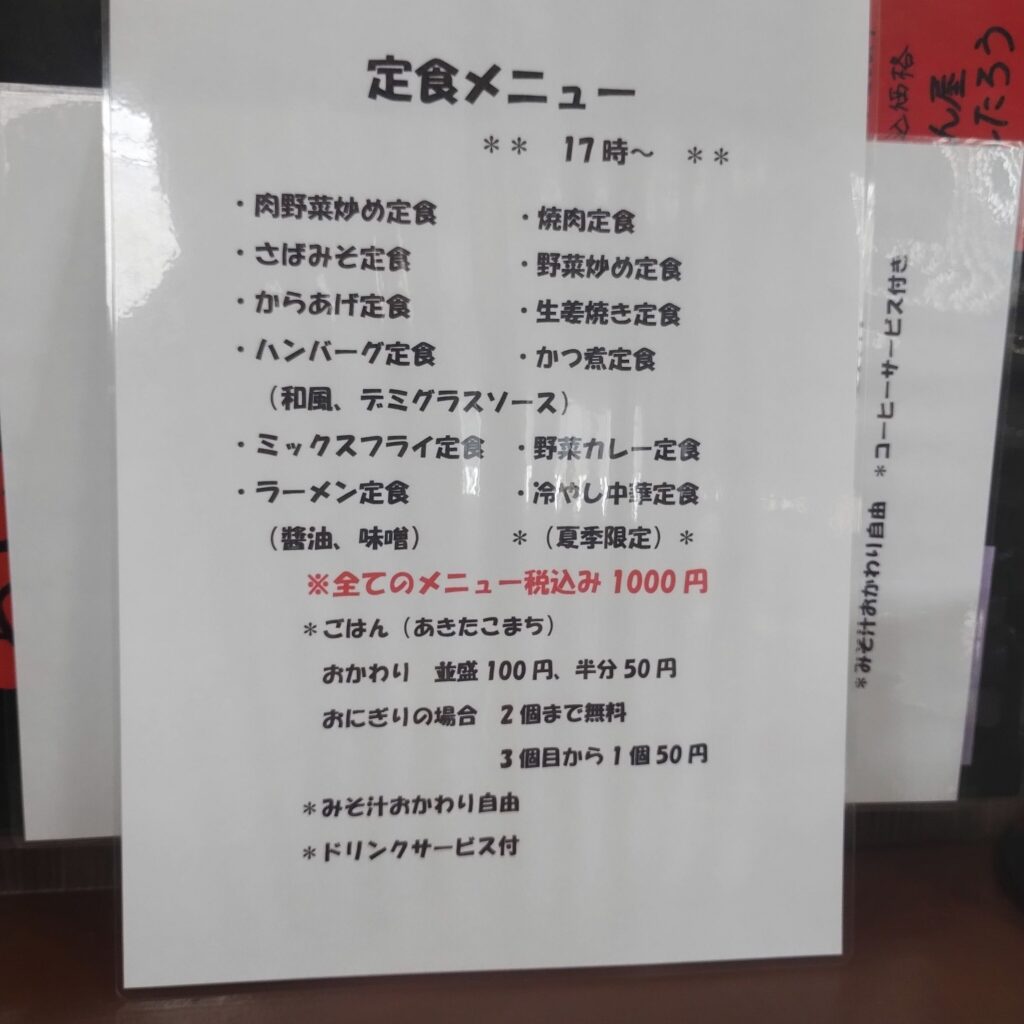 定食メニュー
＊＊　17時～　＊＊
・肉野菜炒め定食
・焼肉定食
・さばみそ定食
・野菜炒め定食
・からあげ定食
・生姜焼き定食
・ハンバーグ定食
・かつ煮定食
（和風、デミグラスソース）
・ミックスフライ定食
・野菜カレー定食
・ラーメン定食
・冷やし中華定食
（醬油、味噌）
＊（夏季限定）＊
※全てのメニュー税込み1000円
＊ごはん（あきたこまち）
おかわり　並盛100円、半分50円
おにぎりの場合　2個まで無料
3個目から1個50円
＊みそ汁おかわり自由
＊ドリンクサービス付
＊みそ汁おかわり自由　＊コーヒーサービス付き
込価格
ん屋
たろう